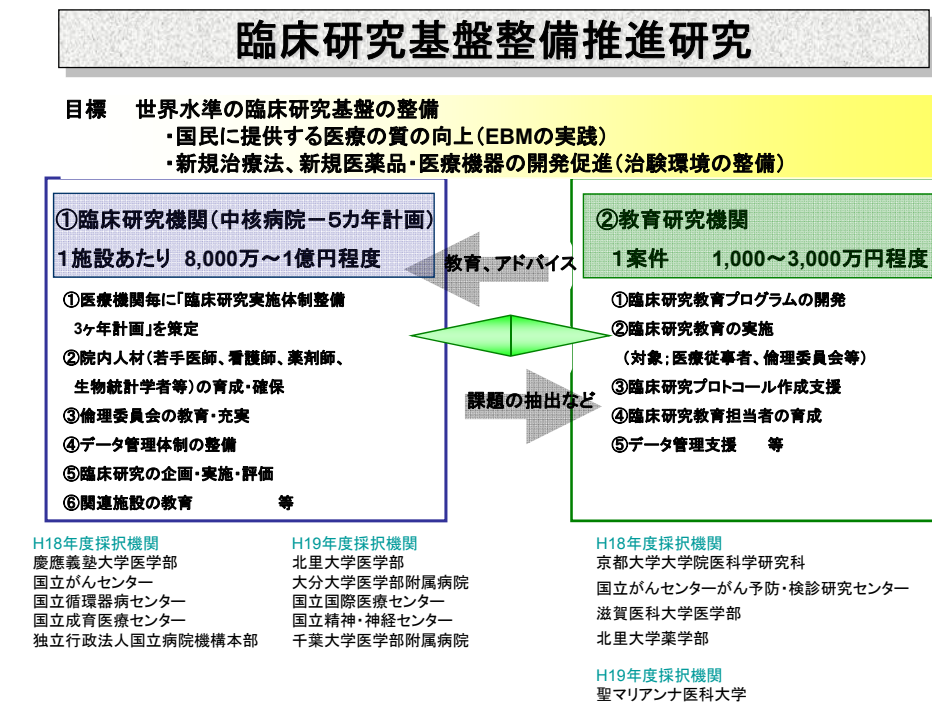 臨床研究基盤整備推進研究
目標　世界水準の臨床研究基盤の整備
・国民に提供する医療の質の向上（EBMの実践）
・新規治療法、新規医薬品・医療機器の開発促進（治験環境の整備）
①臨床研究機関（中核病院－5カ年計画）
1施設あたり 8,000万～1億円程度
①医療機関毎に「臨床研究実施体制整備
3ヶ年計画」を策定
②院内人材（若手医師、看護師、薬剤師、
生物統計学者等）の育成・確保
③倫理委員会の教育・充実
④データ管理体制の整備
⑤臨床研究の企画・実施・評価
⑥関連施設の教育　等
教育、アドバイス
課題の抽出など
②教育研究機関
1案件　1,000～3,000万円程度
①臨床研究教育プログラムの開発
②臨床研究教育の実施
（対象；医療従事者、倫理委員会等）
③臨床研究プロトコール作成支援
④臨床研究教育担当者の育成
⑤データ管理支援　等
H18年度採択機関
慶應義塾大学医学部
国立がんセンター
国立循環器病センター
国立成育医療センター
独立行政法人国立病院機構本部
H19年度採択機関
北里大学医学部
大分大学医学部附属病院
国立国際医療センター
国立精神・神経センター
千葉大学医学部附属病院
H18年度採択機関
京都大学大学院医科学研究科
国立がんセンターがん予防・検診研究センター
滋賀医科大学医学部
北里大学薬学部
H19年度採択機関
聖マリアンナ医科大学